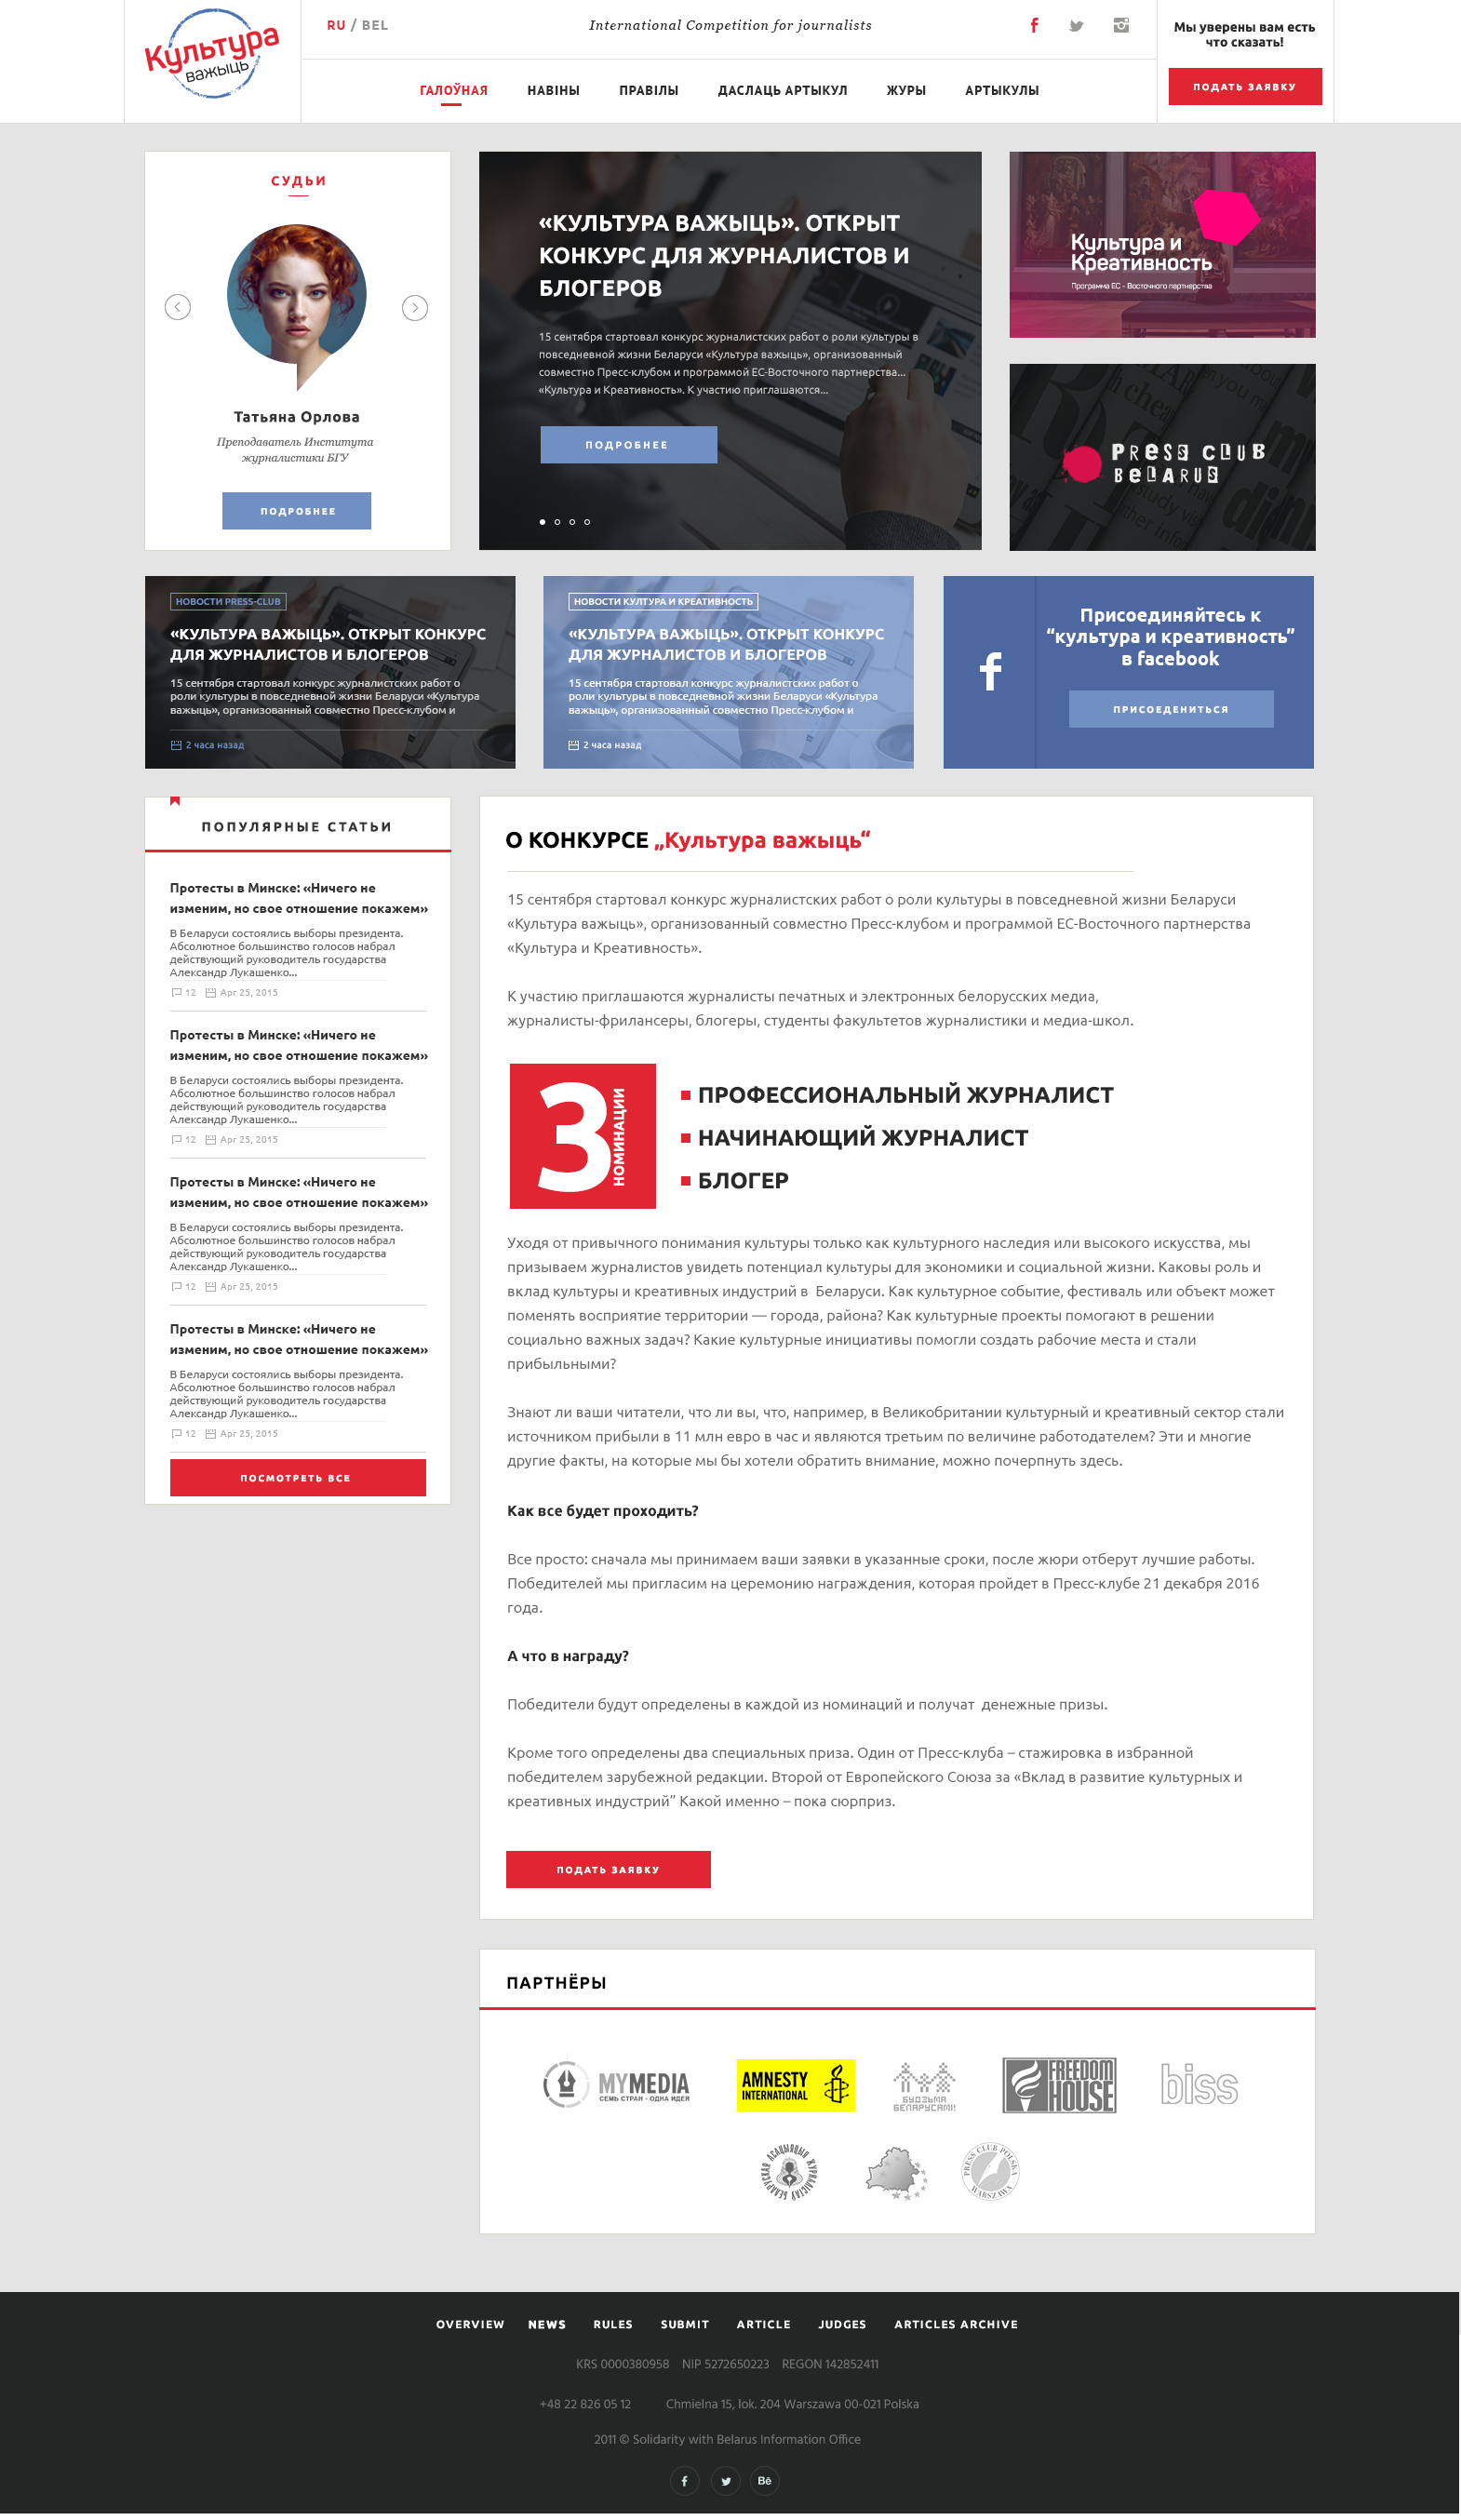 Культура
важыць
RU / BEL
International Competition for journalists
Мы уверены вам есть
что сказать!
ПОДАТЬ ЗАЯВКУ
ГАЛОЎНАЯ НАВІНЫ ПРАВІЛЫ ДАСЛАЦЬ АРТЫКУЛ ЖУРЫ АРТЫКУЛЫ
СУДЬИ
Татьяна Орлова
Преподаватель Института
журналистики БГУ
ПОДРОБНЕЕ
«КУЛЬТУРА ВАЖЫЦЬ». ОТКРЫТ
КОНКУРС ДЛЯ ЖУРНАЛИСТОВ И
БЛОГЕРОВ
15 сентября стартовал конкурс журналистских работ о роли культуры в
повседневной жизни Беларуси «Культура важыць», организованный
совместно Пресс-клубом и программой ЕС-Восточного партнерства...
«Культура и Креативность». К участию приглашаются...
ПОДРОБНЕЕ
Культура и
Креативность
Программа ЕС - Восточного партнерства
PRESS CLUB
BELARUS
НОВОСТИ PRESS-CLUB
«КУЛЬТУРА ВАЖЫЦЬ». ОТКРЫТ КОНКУРС
ДЛЯ ЖУРНАЛИСТОВ И БЛОГЕРОВ
15 сентября стартовал конкурс журналистских работ о
роли культуры в повседневной жизни Беларуси «Культура
важыць», организованный совместно Пресс-клубом и
2 часа назад
НОВОСТИ КУЛТУРА И КРЕАТИВНОСТЬ
«КУЛЬТУРА ВАЖЫЦЬ». ОТКРЫТ КОНКУРС
ДЛЯ ЖУРНАЛИСТОВ И БЛОГЕРОВ
15 сентября стартовал конкурс журналистских работ о
роли культуры в повседневной жизни Беларуси «Культура
важыць», организованный совместно Пресс-клубом и
2 часа назад
Присоединяйтесь к
“культура и креативность”
в facebook
ПРИСОЕДЕНИТЬСЯ
ПОПУЛЯРНЫЕ СТАТЬИ
Протесты в Минске: «Ничего не
изменим, но свое отношение покажем»
В Беларуси состоялись выборы президента.
Абсолютное большинство голосов набрал
действующий руководитель государства
Александр Лукашенко...
12 Apr 25, 2015
Протесты в Минске: «Ничего не
изменим, но свое отношение покажем»
В Беларуси состоялись выборы президента.
Абсолютное большинство голосов набрал
действующий руководитель государства
Александр Лукашенко...
12 Apr 25, 2015
Протесты в Минске: «Ничего не
изменим, но свое отношение покажем»
В Беларуси состоялись выборы президента.
Абсолютное большинство голосов набрал
действующий руководитель государства
Александр Лукашенко...
12 Apr 25, 2015
Протесты в Минске: «Ничего не
изменим, но свое отношение покажем»
В Беларуси состоялись выборы президента.
Абсолютное большинство голосов набрал
действующий руководитель государства
Александр Лукашенко...
12 Apr 25, 2015
ПОСМОТРЕТЬ ВСЕ
О КОНКУРСЕ „Культура важыць“
15 сентября стартовал конкурс журналистских работ о роли культуры в повседневной жизни Беларуси
«Культура важыць», организованный совместно Пресс-клубом и программой ЕС-Восточного партнерства
«Культура и Креативность».
К участию приглашаются журналисты печатных и электронных белорусских медиа,
журналисты-фрилансеры, блогеры, студенты факультетов журналистики и медиа-школ.
3 НОМИНАЦИИ
ПРОФЕССИОНАЛЬНЫЙ ЖУРНАЛИСТ
НАЧИНАЮЩИЙ ЖУРНАЛИСТ
БЛОГЕР
Уходя от привычного понимания культуры только как культурного наследия или высокого искусства, мы
призываем журналистов увидеть потенциал культуры для экономики и социальной жизни. Каковы роль и
вклад культуры и креативных индустрий в Беларуси. Как культурное событие, фестиваль или объект может
поменять восприятие территории — города, района? Как культурные проекты помогают в решении
социально важных задач? Какие культурные инициативы помогли создать рабочие места и стали
прибыльными?
Знают ли ваши читатели, что ли вы, что, например, в Великобритании культурный и креативный сектор стали
источником прибыли в 11 млн евро в час и являются третьим по величине работодателем? Эти и многие
другие факты, на которые мы бы хотели обратить внимание, можно почерпнуть здесь.
Как все будет проходить?
Все просто: сначала мы принимаем ваши заявки в указанные сроки, после жюри отберут лучшие работы.
Победителей мы пригласим на церемонию награждения, которая пройдет в Пресс-клубе 21 декабря 2016
года.
А что в награду?
Победители будут определены в каждой из номинаций и получат денежные призы.
Кроме того определены два специальных приза. Один от Пресс-клуба – стажировка в избранной
победителем зарубежной редакции. Второй от Европейского Союза за «Вклад в развитие культурных и
креативных индустрий” Какой именно – пока сюрприз.
ПОДАТЬ ЗАЯВКУ
ПАРТНЁРЫ
MYMEDIA
СЕМЬ СТРАН - ОДНА ИДЕЯ
AMNESTY
INTERNATIONAL
БУДЗЬМА
БЕЛАРУСАМІ!
FREEDOM
HOUSE
biss
БЕЛАРУСКАЯ АСАЦЫЯЦЫЯ ЖУРНАЛІСТАЎ
PRESS CLUB POLSKA
WARSZAWA
OVERVIEW NEWS RULES SUBMIT ARTICLE JUDGES ARTICLES ARCHIVE
KRS 0000380958 NIP 5272650223 REGON 142852411
+48 22 826 05 12 Chmielna 15, lok. 204 Warszawa 00-021 Polska
2011 © Solidarity with Belarus Information Office
Bē